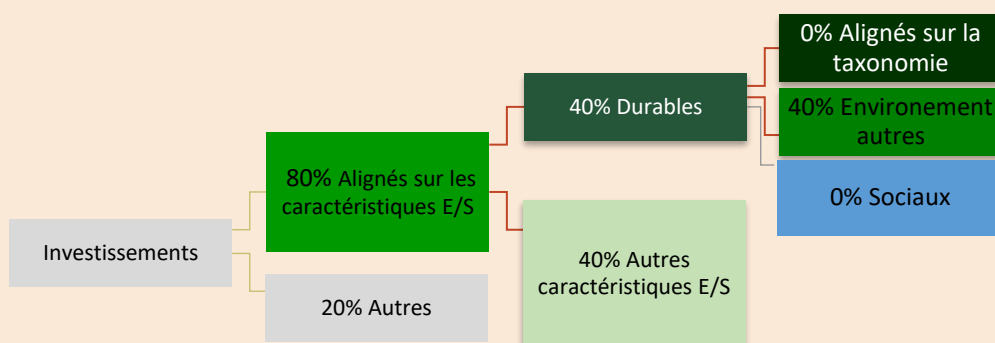 Investissements
80% Alignés sur les
caractéristiques E/S
20% Autres
40% Durables
40% Autres
caractéristiques E/S
0% Alignés sur la
taxonomie
40% Environement
autres
0% Sociaux